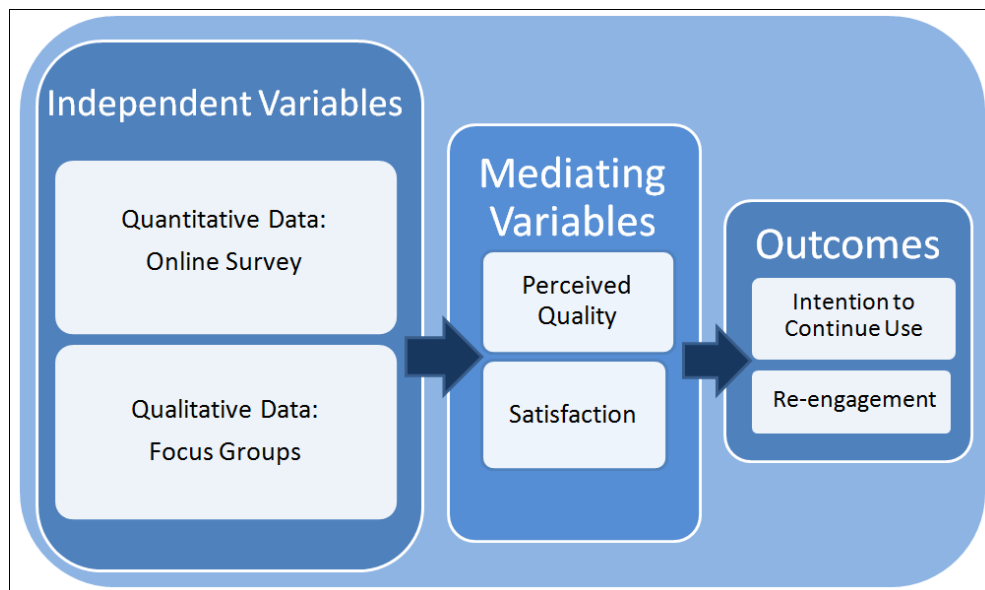 Independent Variables
Quantitative Data:
Online Survey
Qualitative Data:
Focus Groups
Mediating
Variables
Perceived
Quality
Satisfaction
Outcomes
Intention to
Continue Use
Re-engagement